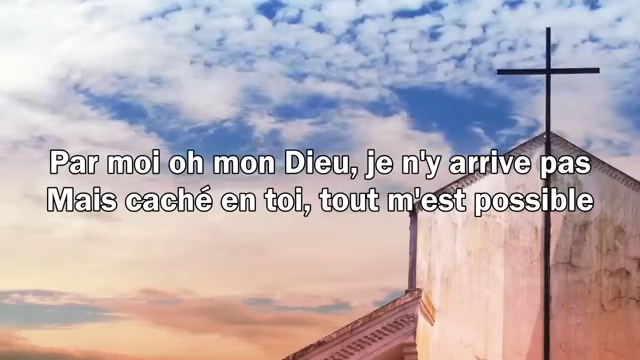 Par moi oh mon Dieu, je n'y arrive pas
Mais caché en toi, tout m'est possible